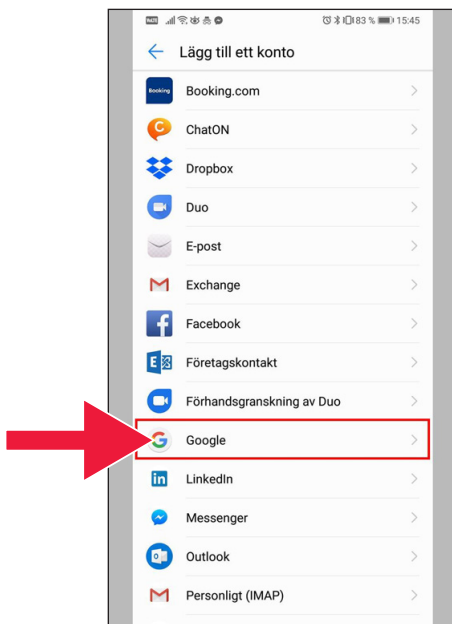 83 % 15:45
Lägg till ett konto
Booking Booking.com
ChatON
Dropbox
Duo
E-post
Exchange
Facebook
Företagskontakt
Förhandsgranskning av Duo
Google
LinkedIn
Messenger
Outlook
Personligt (IMAP)